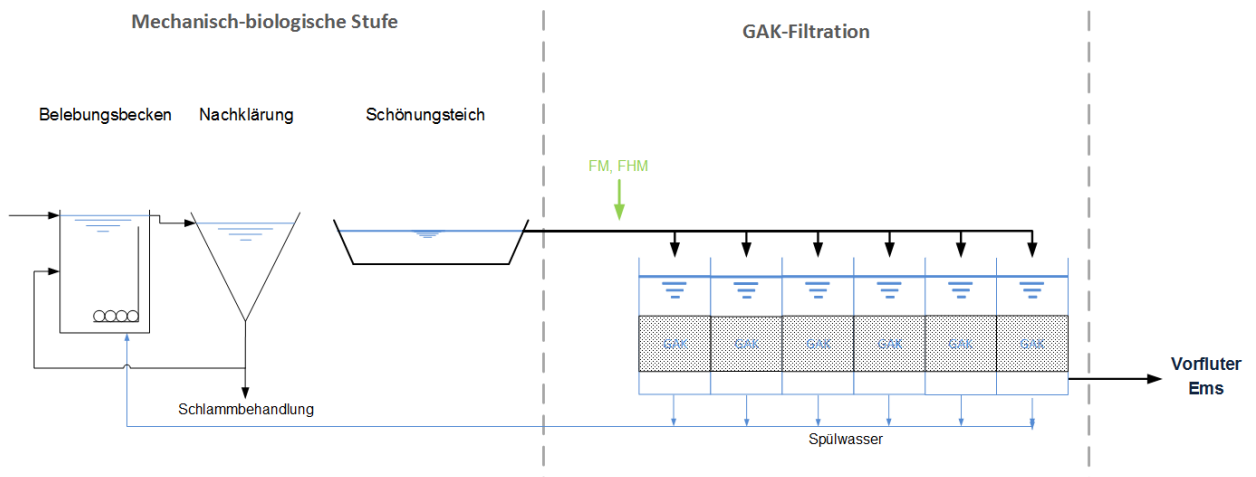 Mechanisch-biologische Stufe
GAK-Filtration
Belebungsbecken
Nachklärung
Schönungsteich
FM, FHM
GAK
GAK
GAK
GAK
GAK
GAK
Vorfluter
Ems
Schlammbehandlung
Spülwasser